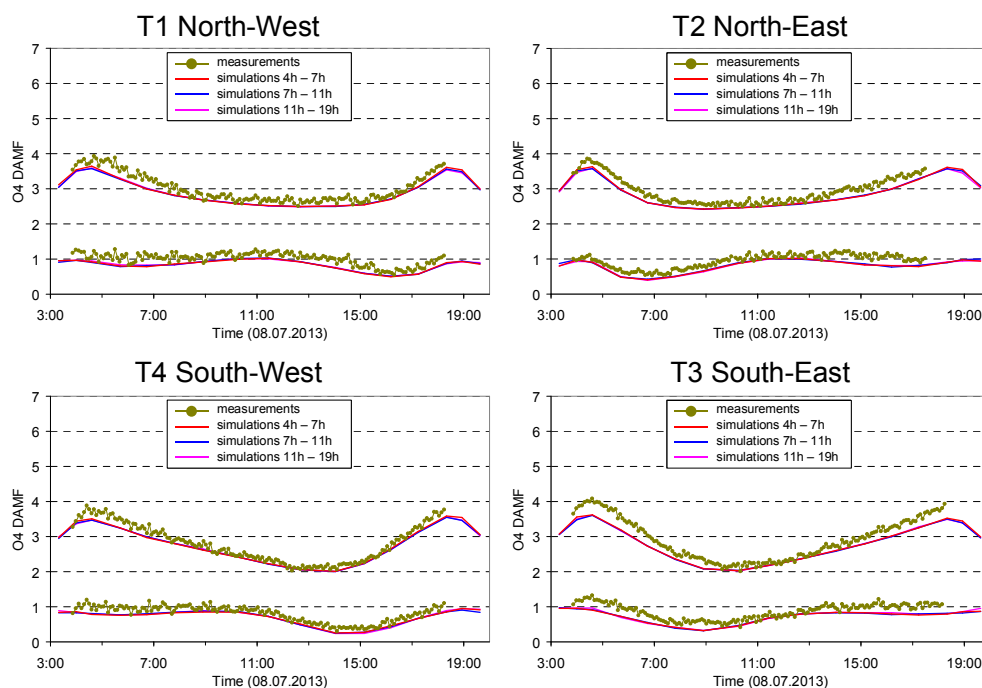 T1 North-West
7
6
5
4
3
2
1
0
O4 DAMF
measurements
simulations 4h – 7h
simulations 7h – 11h
simulations 11h – 19h
3:00 7:00 11:00 15:00 19:00
Time (08.07.2013)
T2 North-East
7
6
5
4
3
2
1
0
O4 DAMF
measurements
simulations 4h – 7h
simulations 7h – 11h
simulations 11h – 19h
3:00 7:00 11:00 15:00 19:00
Time (08.07.2013)
T4 South-West
7
6
5
4
3
2
1
0
O4 DAMF
measurements
simulations 4h – 7h
simulations 7h – 11h
simulations 11h – 19h
3:00 7:00 11:00 15:00 19:00
Time (08.07.2013)
T3 South-East
7
6
5
4
3
2
1
0
O4 DAMF
measurements
simulations 4h – 7h
simulations 7h – 11h
simulations 11h – 19h
3:00 7:00 11:00 15:00 19:00
Time (08.07.2013)